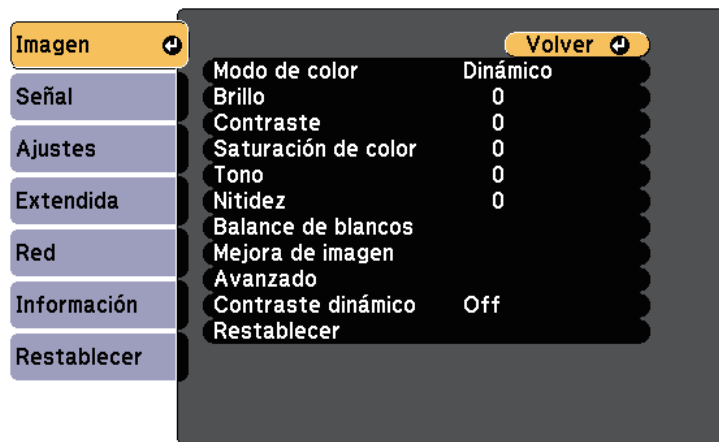 Imagen
Señal
Ajustes
Extendida
Red
Información
Restablecer
Volver
Modo de color Dinámico
Brillo 0
Contraste 0
Saturación de color 0
Tono 0
Nitidez 0
Balance de blancos
Mejora de imagen
Avanzado
Contraste dinámico Off
Restablecer